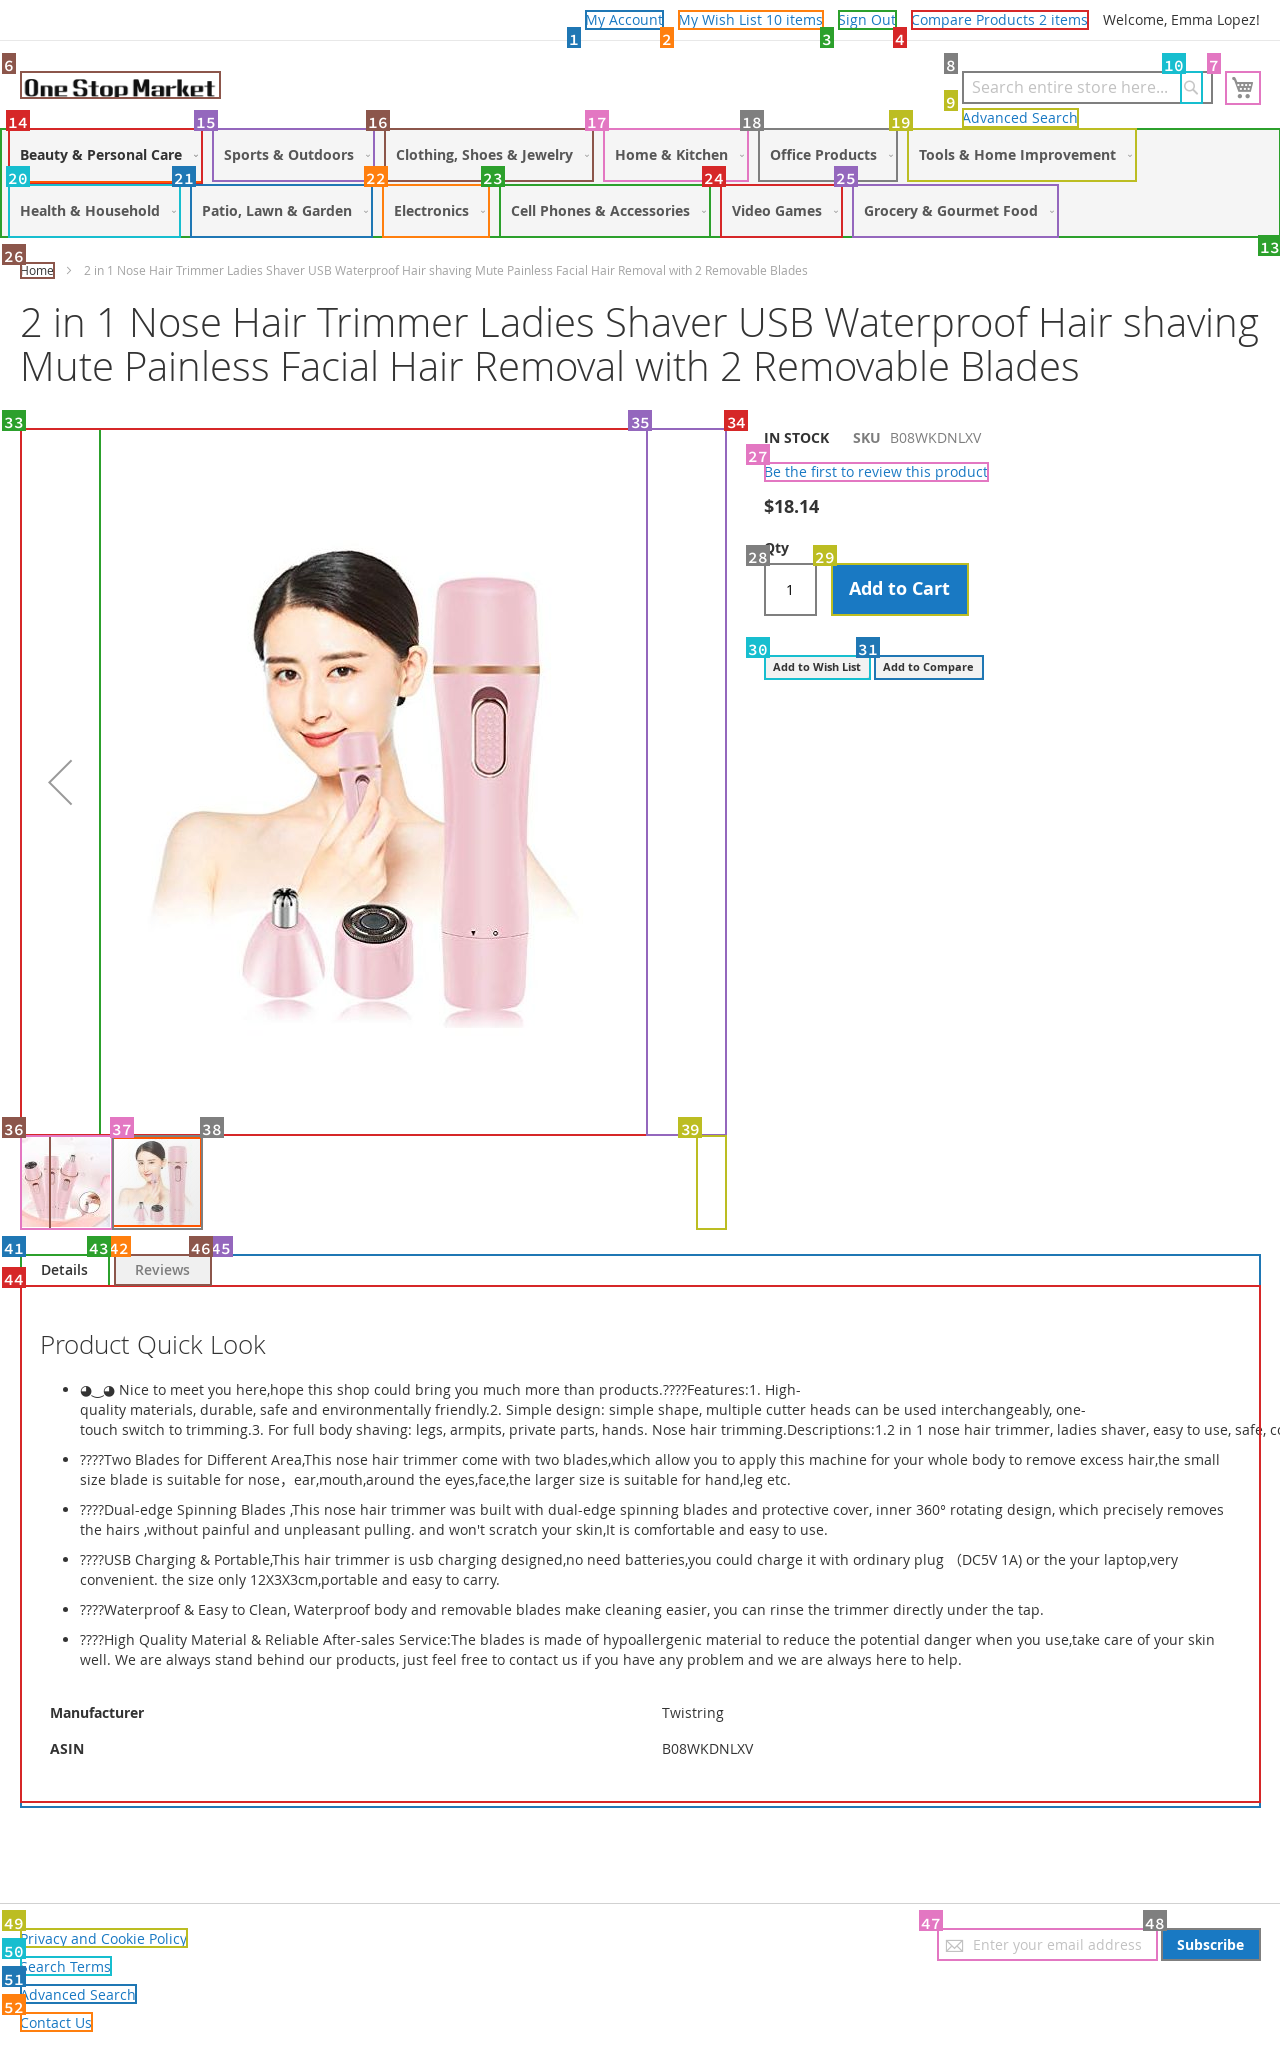 My Account My Wish List 10 items Sign Out Compare Products 2 items Welcome, Emma Lopez!
1 2 3 4
6 8 10 7
One Stop Market Search entire store here...
9 Advanced Search
14 15 16 17 18 19
Beauty & Personal Care Sports & Outdoors Clothing, Shoes & Jewelry Home & Kitchen Office Products Tools & Home Improvement
20 21 22 23 24 25
Health & Household Patio, Lawn & Garden Electronics Cell Phones & Accessories Video Games Grocery & Gourmet Food
26 13
Home 2 in 1 Nose Hair Trimmer Ladies Shaver USB Waterproof Hair shaving Mute Painless Facial Hair Removal with 2 Removable Blades
2 in 1 Nose Hair Trimmer Ladies Shaver USB Waterproof Hair shaving
Mute Painless Facial Hair Removal with 2 Removable Blades
33 35 34
IN STOCK SKU B08WKDNLXV
27
Be the first to review this product
$18.14
Qty
28 29
1 Add to Cart
30 31
Add to Wish List Add to Compare
36 37 38 39
41 43 42 46 45
Details Reviews
44
Product Quick Look
• ◕‿◕ Nice to meet you here,hope this shop could bring you much more than products.????Features:1. High-
quality materials, durable, safe and environmentally friendly.2. Simple design: simple shape, multiple cutter heads can be used interchangeably, one-
touch switch to trimming.3. For full body shaving: legs, armpits, private parts, hands. Nose hair trimming.Descriptions:1.2 in 1 nose hair trimmer, ladies shaver, easy to use, safe, co
• ????Two Blades for Different Area,This nose hair trimmer come with two blades,which allow you to apply this machine for your whole body to remove excess hair,the small
size blade is suitable for nose，ear,mouth,around the eyes,face,the larger size is suitable for hand,leg etc.
• ????Dual-edge Spinning Blades ,This nose hair trimmer was built with dual-edge spinning blades and protective cover, inner 360° rotating design, which precisely removes
the hairs ,without painful and unpleasant pulling. and won't scratch your skin,It is comfortable and easy to use.
• ????USB Charging & Portable,This hair trimmer is usb charging designed,no need batteries,you could charge it with ordinary plug （DC5V 1A) or the your laptop,very
convenient. the size only 12X3X3cm,portable and easy to carry.
• ????Waterproof & Easy to Clean, Waterproof body and removable blades make cleaning easier, you can rinse the trimmer directly under the tap.
• ????High Quality Material & Reliable After-sales Service:The blades is made of hypoallergenic material to reduce the potential danger when you use,take care of your skin
well. We are always stand behind our products, just feel free to contact us if you have any problem and we are always here to help.
Manufacturer Twistring
ASIN B08WKDNLXV
49 47 48
Privacy and Cookie Policy Enter your email address Subscribe
50
Search Terms
51
Advanced Search
52
Contact Us